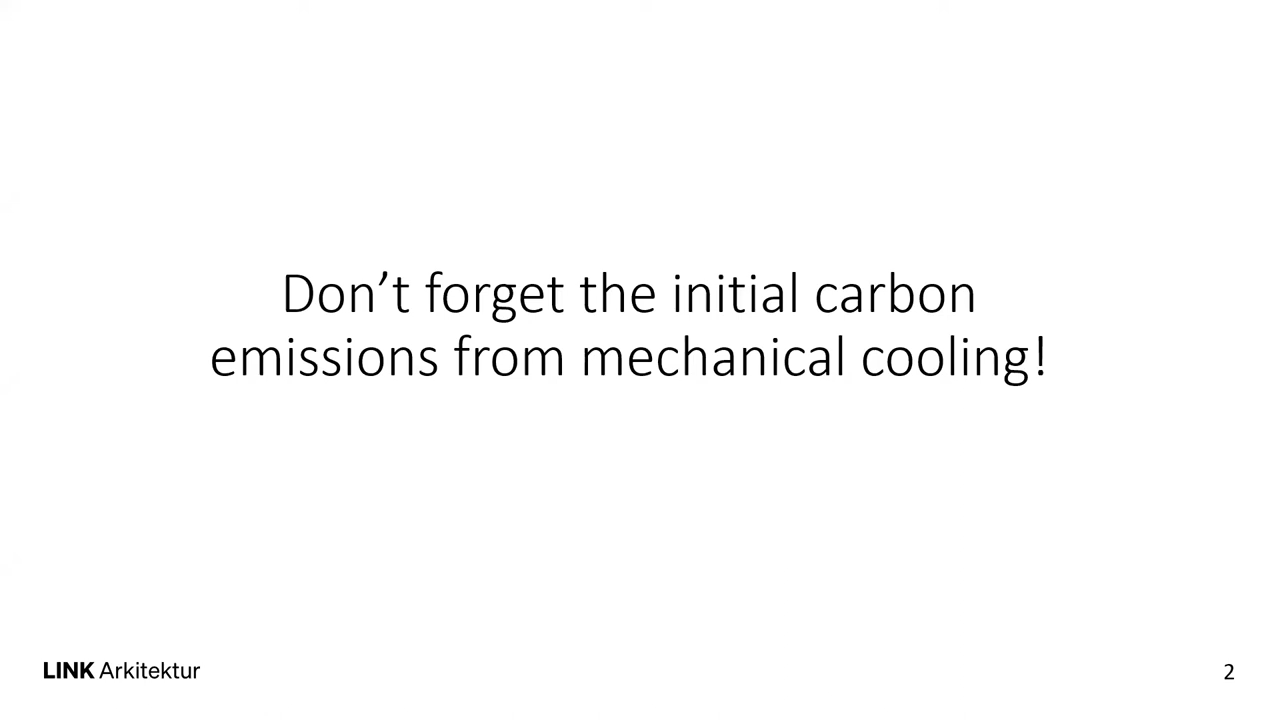 Don’t forget the initial carbon
emissions from mechanical cooling!
LINK Arkitektur
2